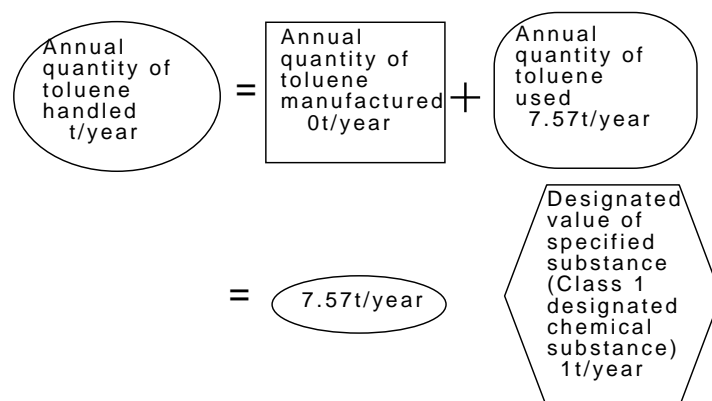 Annual
quantity of
toluene
handled
t/year
=
Annual
quantity of
toluene
manufactured
0t/year
+
Annual
quantity of
toluene
used
7.57t/year
=
7.57t/year
Designated
value of
specified
substance
(Class 1
designated
chemical
substance)
1t/year